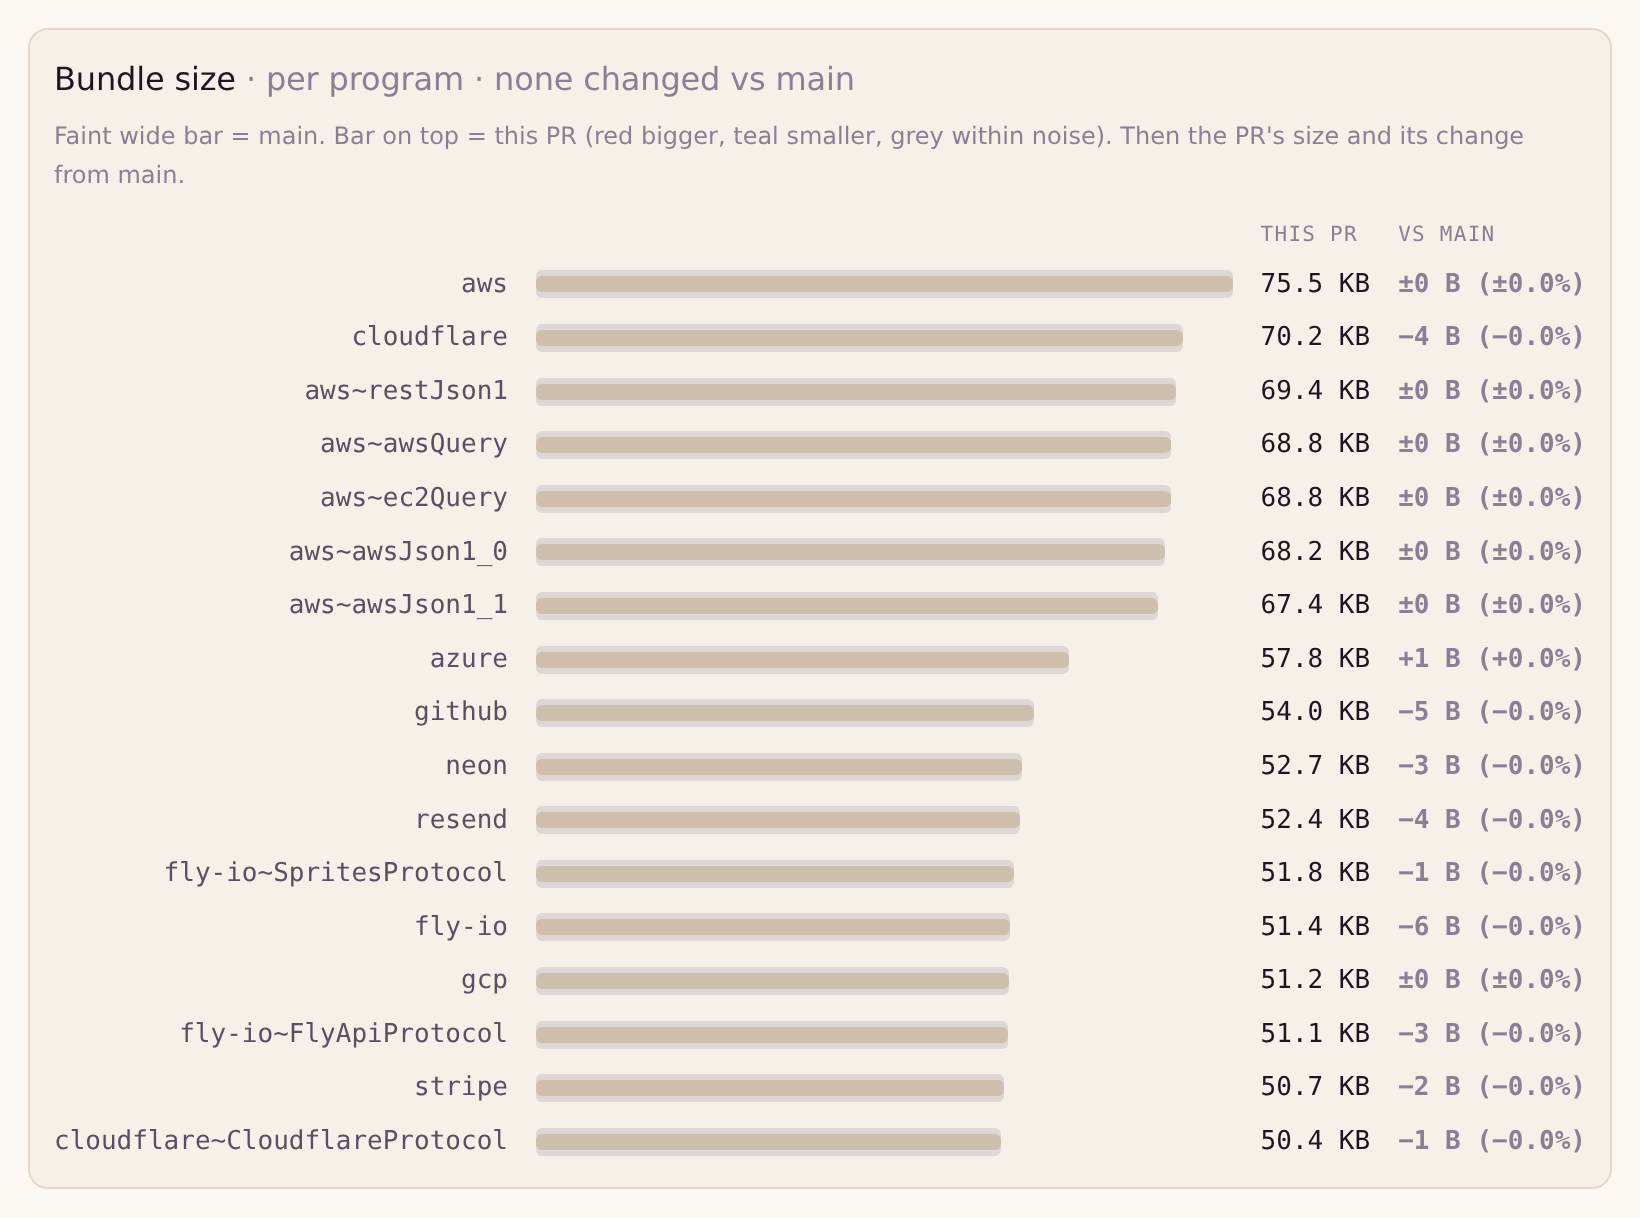 Bundle size · per program · none changed vs main
Faint wide bar = main. Bar on top = this PR (red bigger, teal smaller, grey within noise). Then the PR's size and its change
from main.
THIS PR VS MAIN
aws 75.5 KB ±0 B (±0.0%)
cloudflare 70.2 KB −4 B (−0.0%)
aws~restJson1 69.4 KB ±0 B (±0.0%)
aws~awsQuery 68.8 KB ±0 B (±0.0%)
aws~ec2Query 68.8 KB ±0 B (±0.0%)
aws~awsJson1_0 68.2 KB ±0 B (±0.0%)
aws~awsJson1_1 67.4 KB ±0 B (±0.0%)
azure 57.8 KB +1 B (+0.0%)
github 54.0 KB −5 B (−0.0%)
neon 52.7 KB −3 B (−0.0%)
resend 52.4 KB −4 B (−0.0%)
fly-io~SpritesProtocol 51.8 KB −1 B (−0.0%)
fly-io 51.4 KB −6 B (−0.0%)
gcp 51.2 KB ±0 B (±0.0%)
fly-io~FlyApiProtocol 51.1 KB −3 B (−0.0%)
stripe 50.7 KB −2 B (−0.0%)
cloudflare~CloudflareProtocol 50.4 KB −1 B (−0.0%)